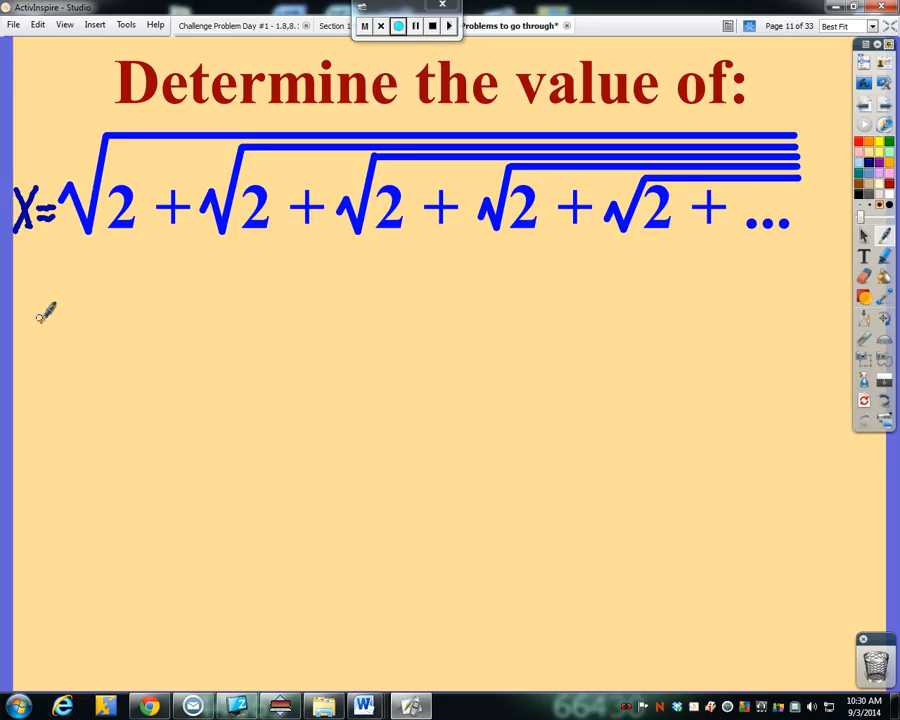 ActivInspire - Studio
File Edit View Insert Tools Help Challenge Problem Day #1 - 1.8,8.: Section 1 Problems to go through* Page 11 of 33 Best Fit
M
Determine the value of:
X=√2 + √2 + √2 + √2 + √2 + ...
T
10:30 AM
9/3/2014